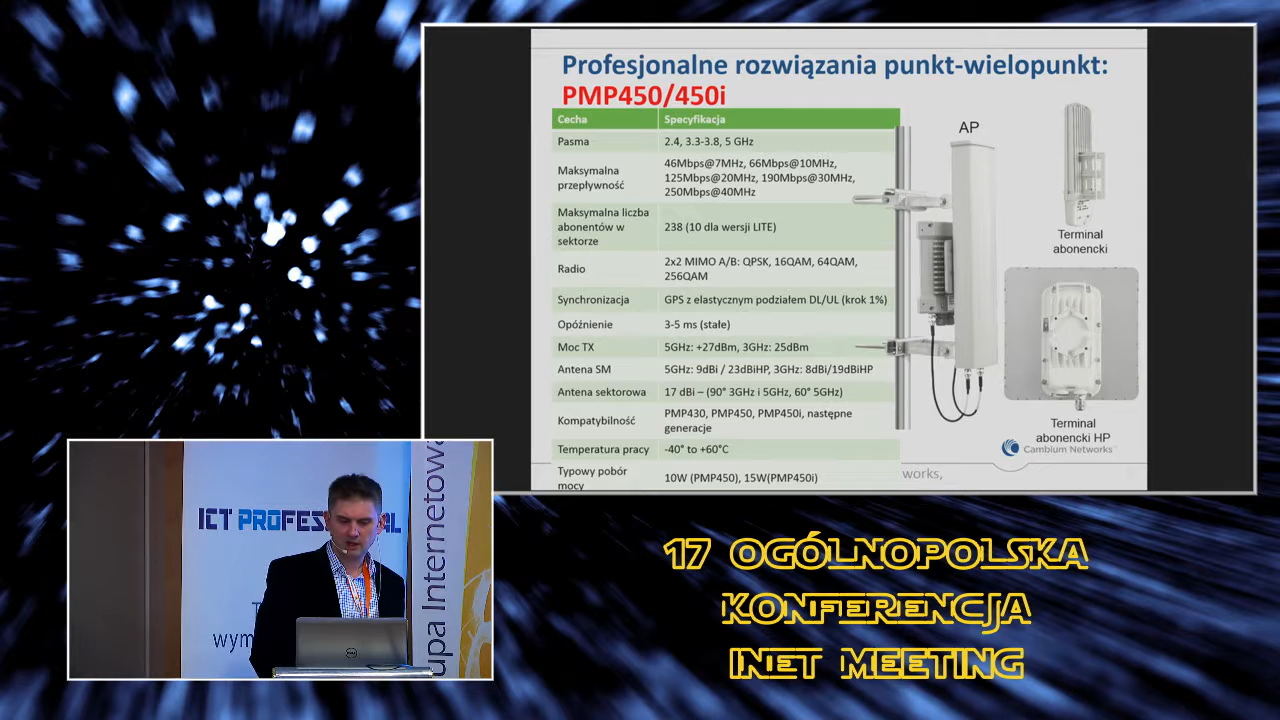 Profesjonalne rozwiązania punkt-wielopunkt:
PMP450/450i
Cecha Specyfikacja
Pasma 2.4, 3.3-3.8, 5 GHz
Maksymalna przepływność
46Mbps@7MHz, 66Mbps@10MHz,
125Mbps@20MHz, 190Mbps@30MHz,
250Mbps@40MHz
Maksymalna liczba
abonentów w
sektorze
238 (10 dla wersji LITE)
Radio
2x2 MIMO A/B: QPSK, 16QAM, 64QAM,
256QAM
Synchronizacja GPS z elastycznym podziałem DL/UL (krok 1%)
Opóźnienie 3-5 ms (stałe)
Moc TX 5GHz: +27dBm, 3GHz: 25dBm
Antena SM 5GHz: 9dBi / 23dBiHP, 3GHz: 8dBi/19dBiHP
Antena sektorowa 17 dBi – (90° 3GHz i 5GHz, 60° 5GHz)
Kompatybilność
PMP430, PMP450, PMP450i, następne
generacje
Temperatura pracy -40° to +60°C
Typowy pobór
mocy
10W (PMP450), 15W(PMP450i)
AP
Terminal
abonencki
Terminal
abonencki HP
Cambium Networks™
works,
ICT PROFES AL
wym
upa Internetowa
DELL
17 OGÓLNOPOLSKA
KONFERENCJA
INET MEETING